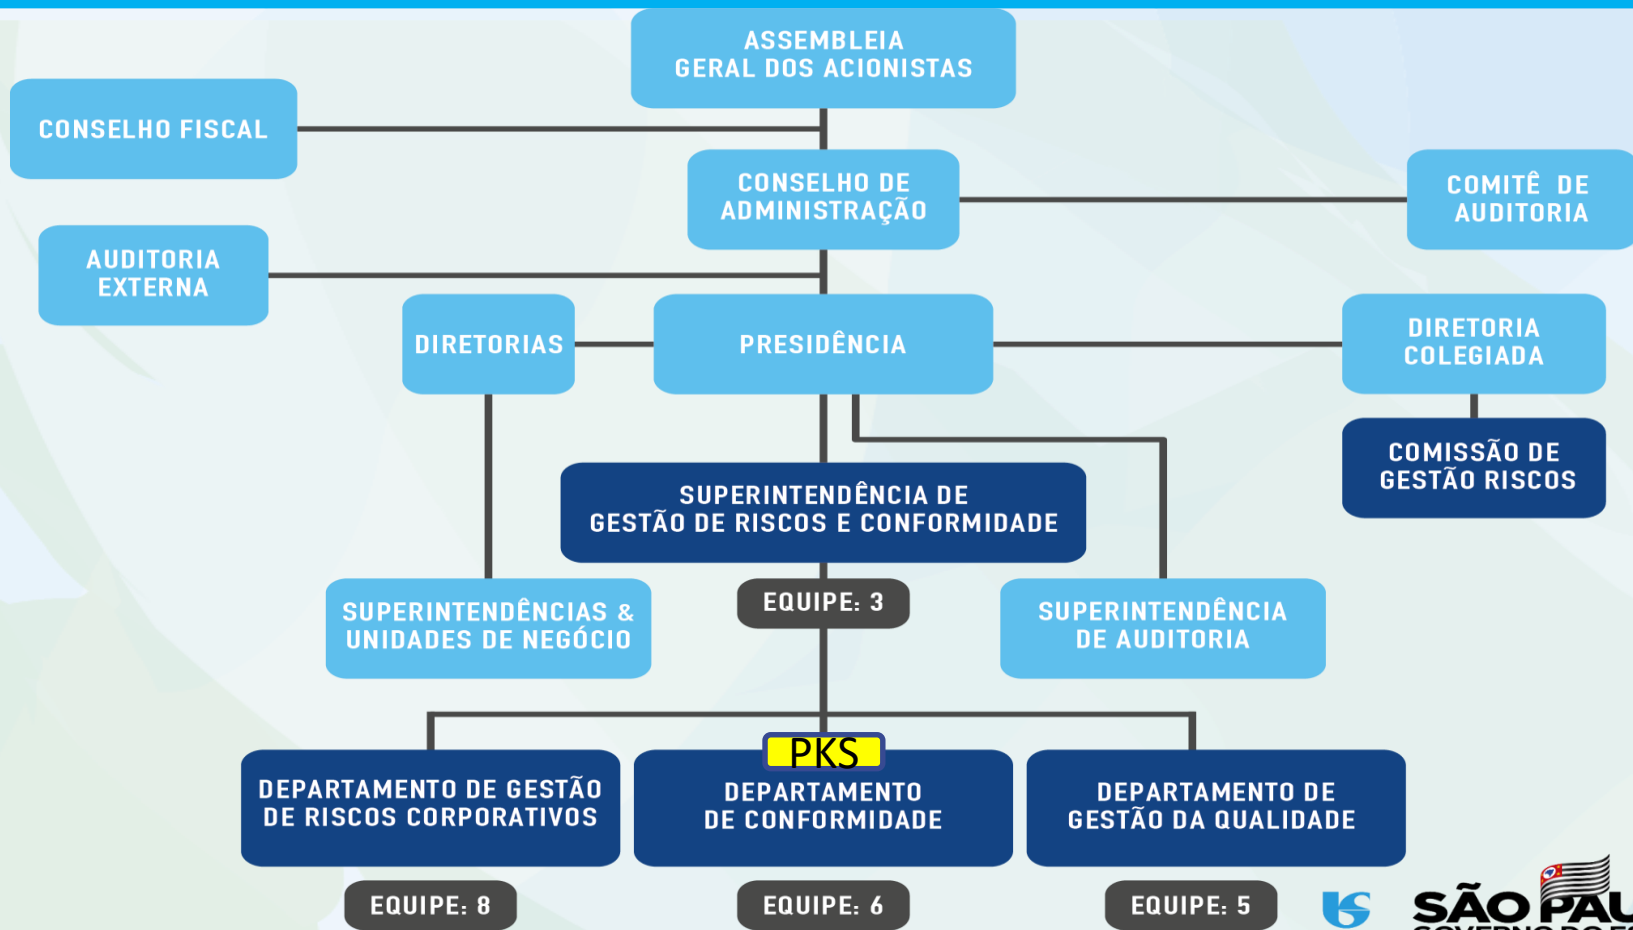 ASSEMBLEIA
GERAL DOS ACIONISTAS
CONSELHO FISCAL
CONSELHO DE
ADMINISTRAÇÃO
COMITÊ DE
AUDITORIA
AUDITORIA
EXTERNA
DIRETORIAS
PRESIDÊNCIA
DIRETORIA
COLEGIADA
COMISSÃO DE
GESTÃO RISCOS
SUPERINTENDÊNCIA DE
GESTÃO DE RISCOS E CONFORMIDADE
EQUIPE: 3
SUPERINTENDÊNCIAS &
UNIDADES DE NEGÓCIO
SUPERINTENDÊNCIA
DE AUDITORIA
PKS
DEPARTAMENTO DE GESTÃO
DE RISCOS CORPORATIVOS
DEPARTAMENTO
DE CONFORMIDADE
DEPARTAMENTO DE
GESTÃO DA QUALIDADE
EQUIPE: 8
EQUIPE: 6
EQUIPE: 5
SÃO PAU
GOVERNO DO ES